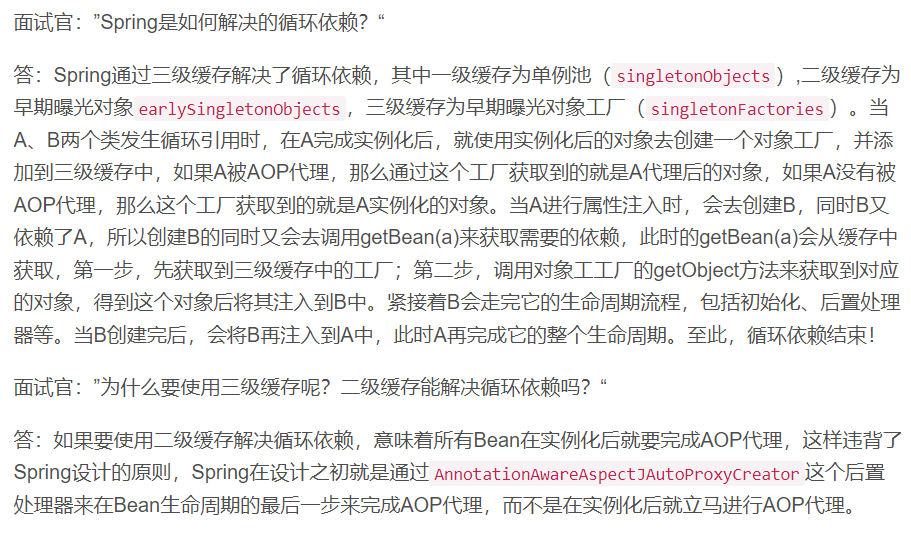 面试官：”Spring是如何解决的循环依赖？“
答：Spring通过三级缓存解决了循环依赖，其中一级缓存为单例池（singletonObjects）,二级缓存为
早期曝光对象earlySingletonObjects，三级缓存为早期曝光对象工厂（singletonFactories）。当
A、B两个类发生循环引用时，在A完成实例化后，就使用实例化后的对象去创建一个对象工厂，并添
加到三级缓存中，如果A被AOP代理，那么通过这个工厂获取到的就是A代理后的对象，如果A没有被
AOP代理，那么这个工厂获取到的就是A实例化的对象。当A进行属性注入时，会去创建B，同时B又
依赖了A，所以创建B的同时又会去调用getBean(a)来获取需要的依赖，此时的getBean(a)会从缓存中
获取，第一步，先获取到三级缓存中的工厂；第二步，调用对象工工厂的getObject方法来获取到对应
的对象，得到这个对象后将其注入到B中。紧接着B会走完它的生命周期流程，包括初始化、后置处理
器等。当B创建完后，会将B再注入到A中，此时A再完成它的整个生命周期。至此，循环依赖结束！
面试官：”为什么要使用三级缓存呢？二级缓存能解决循环依赖吗？“
答：如果要使用二级缓存解决循环依赖，意味着所有Bean在实例化后就要完成AOP代理，这样违背了
Spring设计的原则，Spring在设计之初就是通过AnnotationAwareAspectJAutoProxyCreator这个后置
处理器来在Bean生命周期的最后一步来完成AOP代理，而不是在实例化后就立马进行AOP代理。